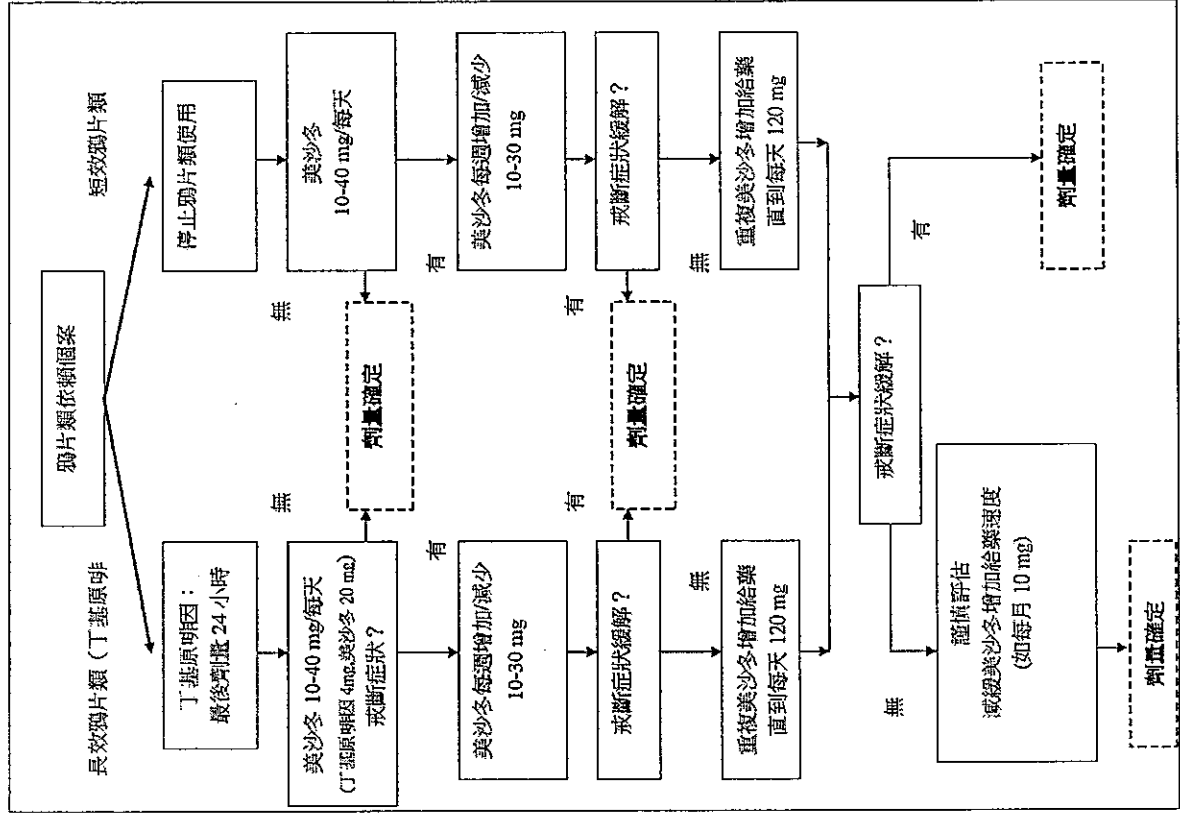 鴉片類依賴個案
長效鴉片類（丁基原啡
短效鴉片類
丁基原啡因：
最後劑量 24 小時
停止鴉片類使用
美沙冬 10-40 mg/每天
(丁基原啡因 4mg,美沙冬 20 mg)
戒斷症狀？
無
劑量確定
無
美沙冬
10-40 mg/每天
有
有
美沙冬每週增加/減少
10-30 mg
美沙冬每週增加/減少
10-30 mg
戒斷症狀緩解？
有
劑量確定
有
戒斷症狀緩解？
無
無
重複美沙冬增加給藥
直到每天 120 mg
重複美沙冬增加給藥
直到每天 120 mg
戒斷症狀緩解？
無
有
謹慎評估
減緩美沙冬增加給藥速度
(如每月 10 mg)
劑量確定
劑量確定